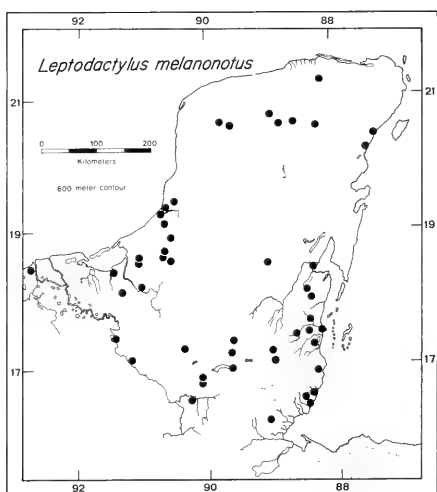 92 90 88
Leptodactylus melanonotus
21 21
0 100 200
Kilometers
600 meter contour
19 19
17 17
92 90 88